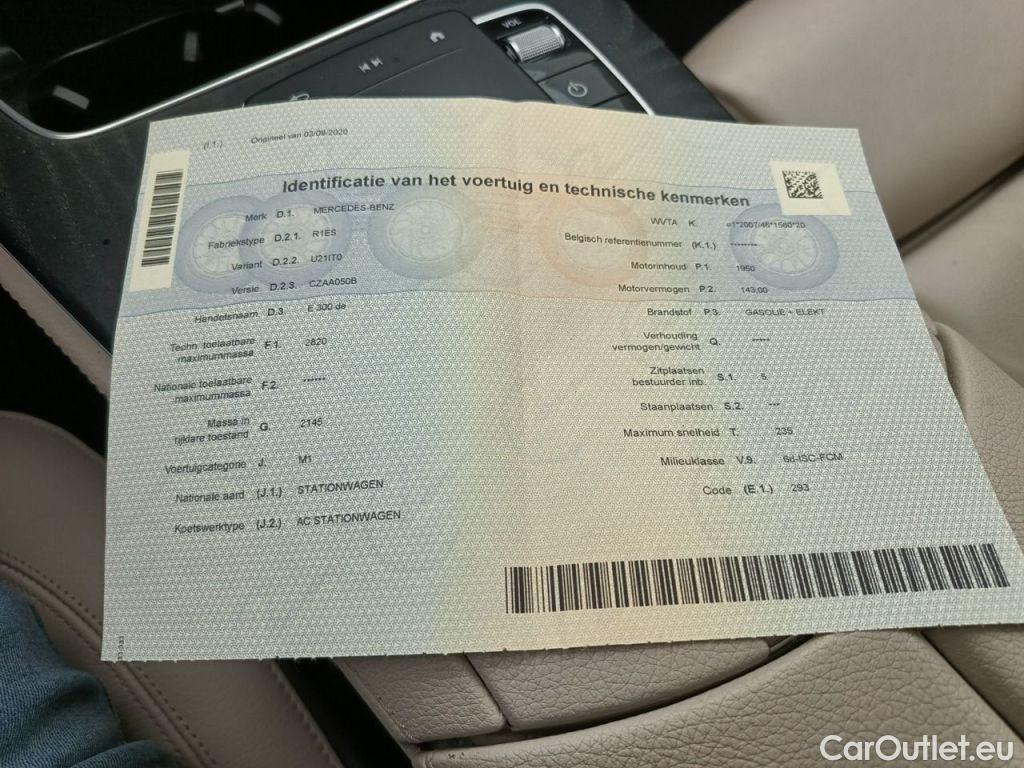 VOL
(I.1.) Origineel van 03/09/2020
Identificatie van het voertuig en technische kenmerken
Merk D.1. MERCEDES-BENZ
Fabriekstype D.2.1. R1ES
Variant D.2.2. U21IT0
Versie D.2.3. CZAA050B
Handelsnaam D.3. E 300 de
Techn. toelaatbare
maximummassa F.1. 2820
Nationale toelaatbare
maximummassa F.2. ******
Massa in
rijklare toestand G. 2145
Voertuigcategorie J. M1
Nationale aard (J.1.) STATIONWAGEN
Koetswerktype (J.2.) AC STATIONWAGEN
WVTA K. e1*2007/46*1560*20
Belgisch referentienummer (K.1.) ********
Motorinhoud P.1. 1950
Motorvermogen P.2. 143,00
Brandstof P.3. GASOLIE + ELEKT
Verhouding
vermogen/gewicht Q. *****
Zitplaatsen
bestuurder inb. S.1. 5
Staanplaatsen S.2. ***
Maximum snelheid T. 235
Milieuklasse V.9. 6d-ISC-FCM
Code (E.1.) 293
CarOutlet.eu